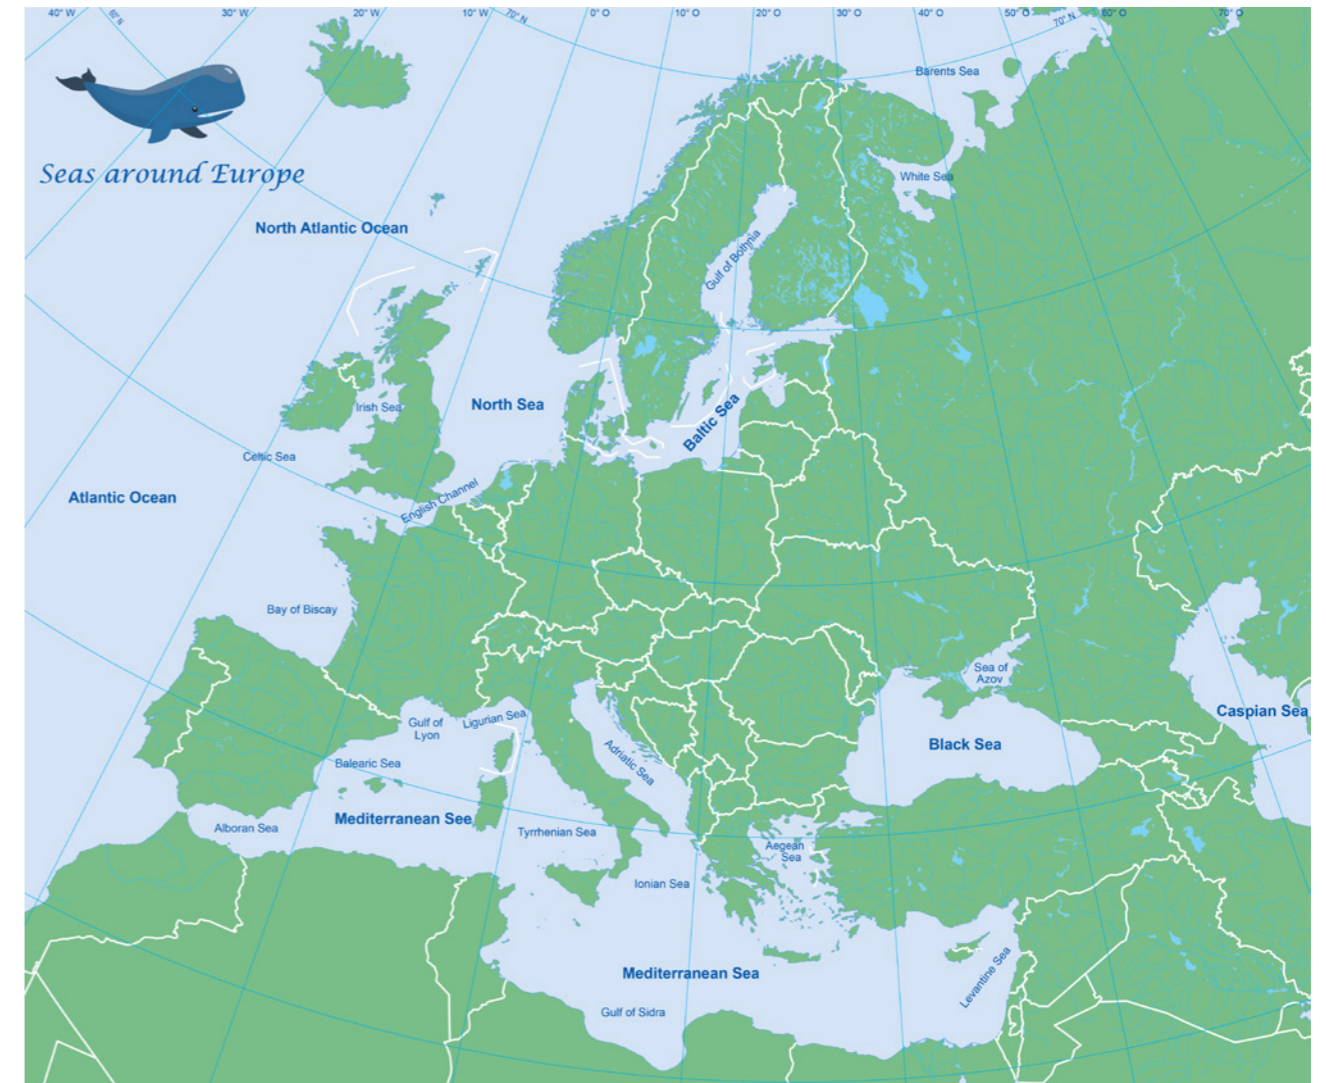 40° W
50° N
30° W
20° W
10° W
70° N
0° O
10° O
20° O
30° O
40° O
50° O
70° N
60° O
70° O
Barents Sea
Seas around Europe
White Sea
North Atlantic Ocean
Gulf of Bothnia
North Sea
Irish Sea
Baltic Sea
Celtic Sea
Atlantic Ocean
English Channel
Bay of Biscay
Sea of
Azov
Caspian Sea
Ligurian Sea
Gulf of
Lyon
Black Sea
Adriatic Sea
Balearic Sea
Mediterranean See
Alboran Sea
Tyrrhenian Sea
Aegean
Sea
Ionian Sea
Mediterranean Sea
Levantine Sea
Gulf of Sidra